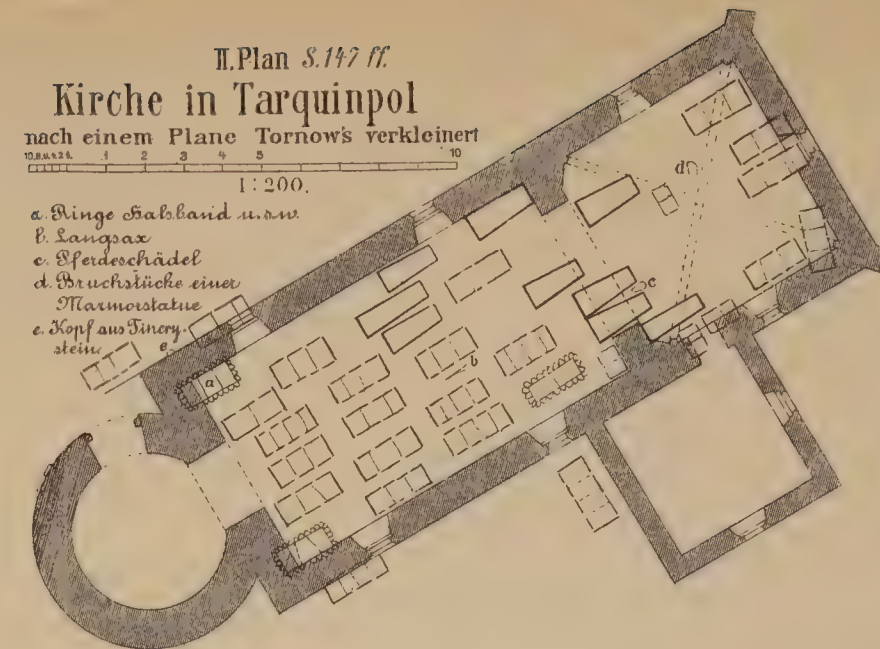 II. Plan S. 147 ff.
Kirche in Tarquinpol
nach einem Plane Tornow's verkleinert
1 2 3 4 5 10
1:200.
a. Ringe Halsband u.s.w.
b. Langsax
c. Pferdeschädel
d. Bruchstücke einer
Marmorstatue
e. Kopf aus
stein
e
a
b
c
d